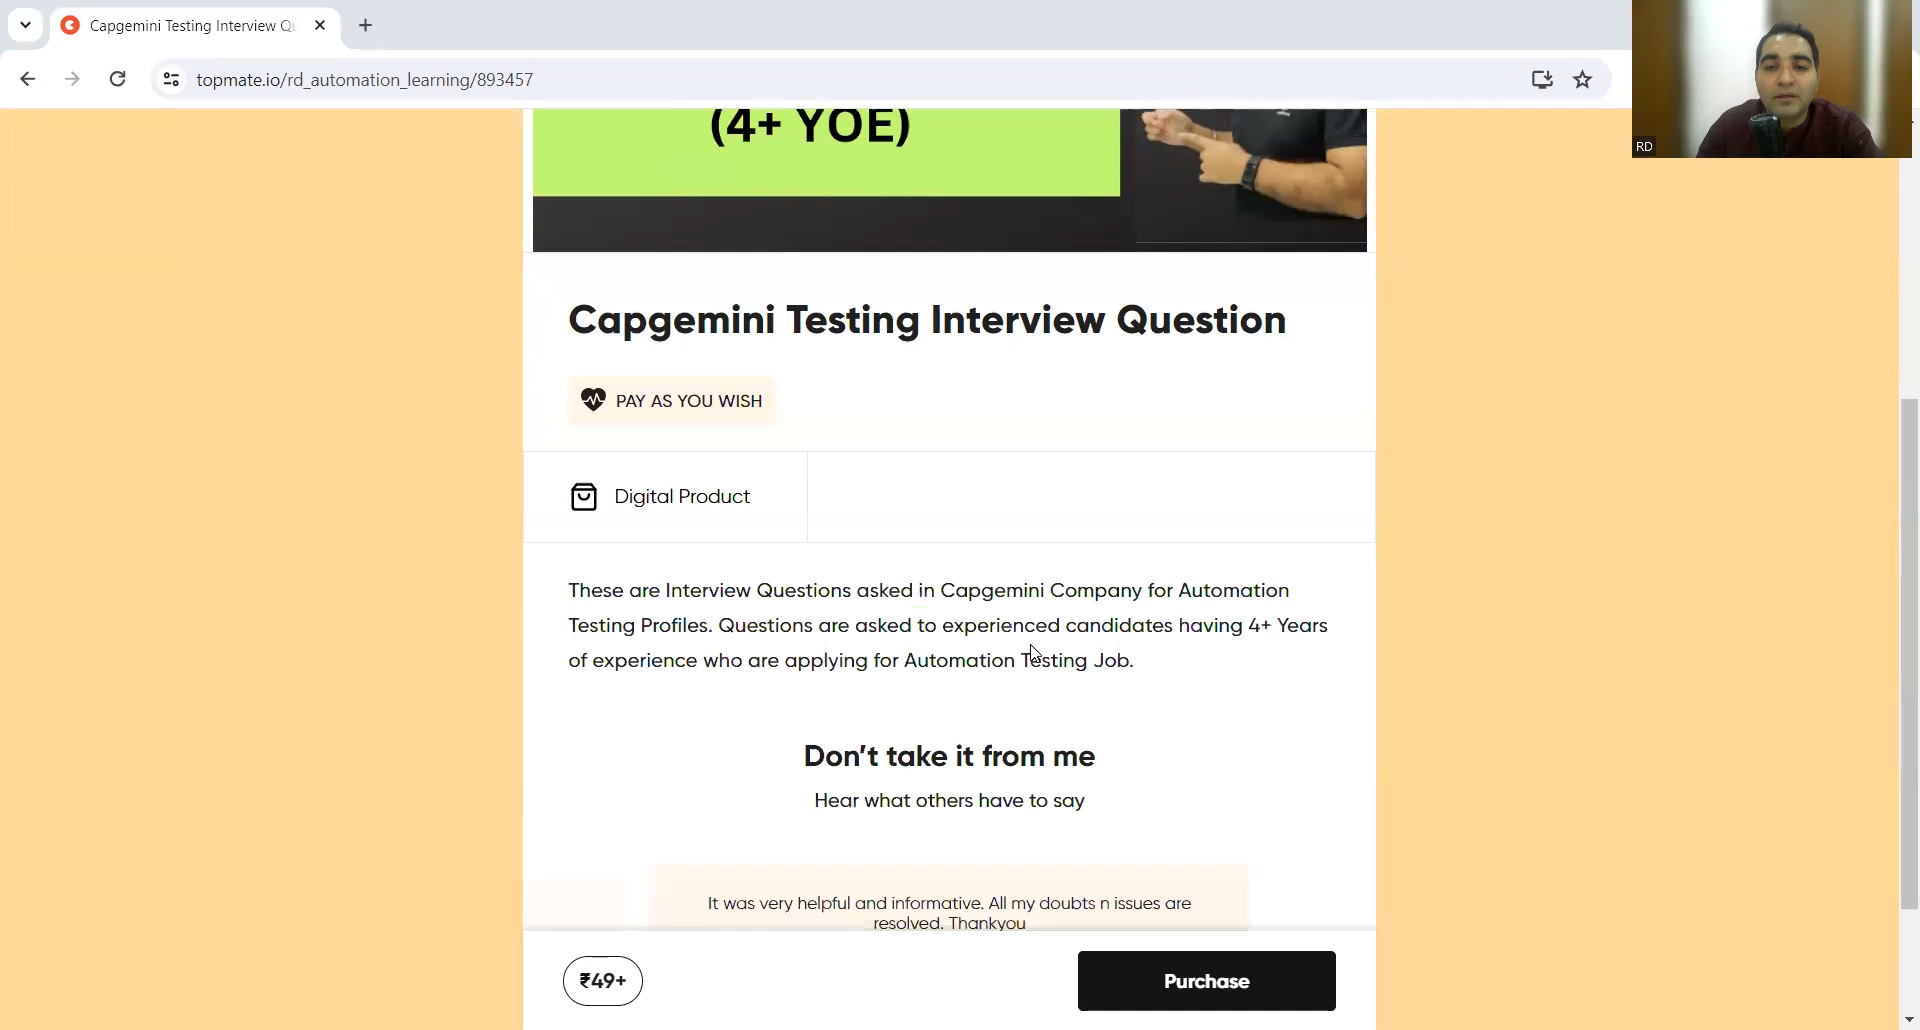 Capgemini Testing Interview Qu
topmate.io/rd_automation_learning/893457
RD
(4+ YOE)
Capgemini Testing Interview Question
PAY AS YOU WISH
Digital Product
These are Interview Questions asked in Capgemini Company for Automation
Testing Profiles. Questions are asked to experienced candidates having 4+ Years
of experience who are applying for Automation Testing Job.
Don't take it from me
Hear what others have to say
It was very helpful and informative. All my doubts n issues are
resolved. Thankyou
₹49+
Purchase